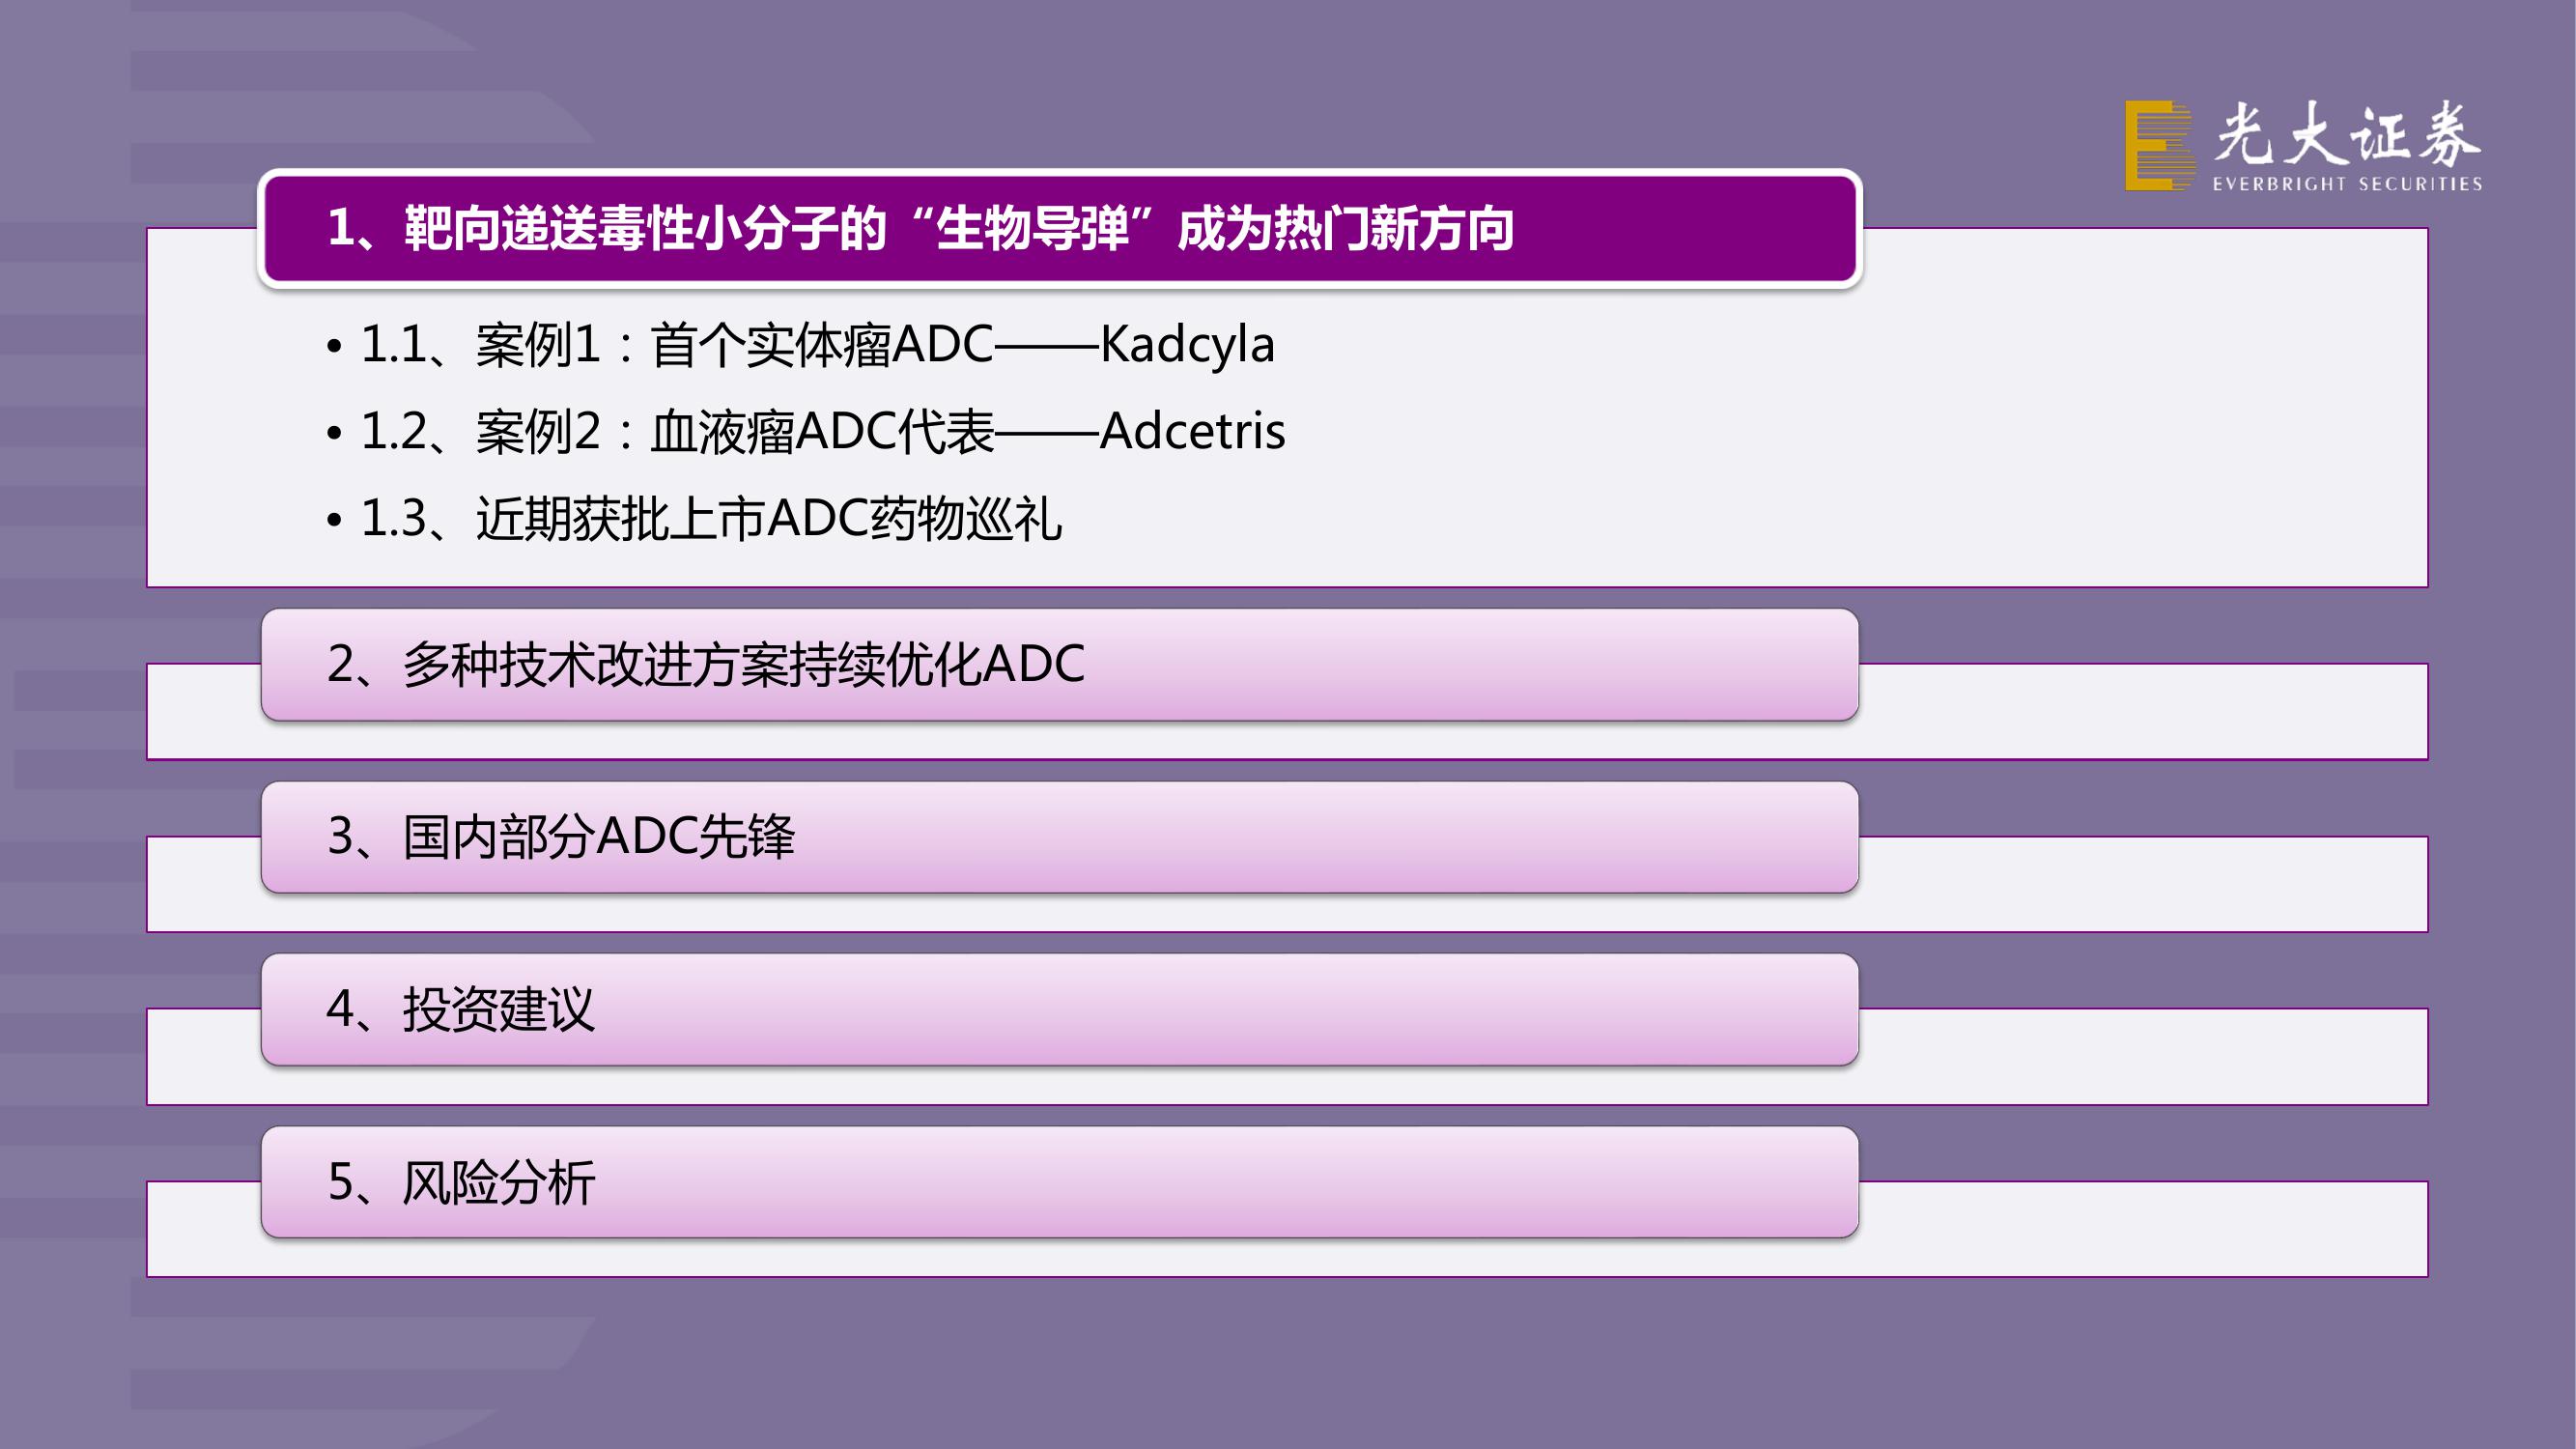 光大证券
EVERBRIGHT SECURITIES
1、靶向递送毒性小分子的“生物导弹”成为热门新方向
• 1.1、案例1：首个实体瘤ADC——Kadcyla
• 1.2、案例2：血液瘤ADC代表——Adcetris
• 1.3、近期获批上市ADC药物巡礼
2、多种技术改进方案持续优化ADC
3、国内部分ADC先锋
4、投资建议
5、风险分析